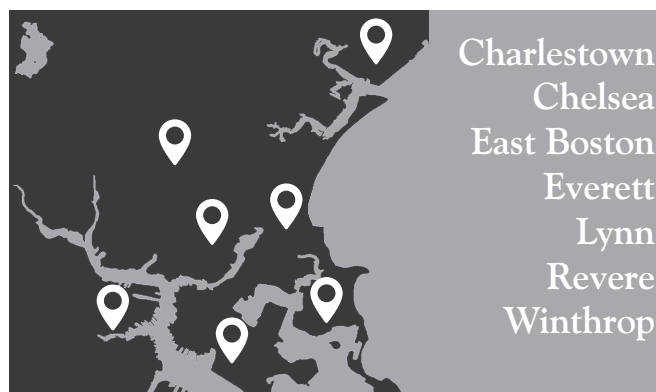 Charlestown
Chelsea
East Boston
Everett
Lynn
Revere
Winthrop